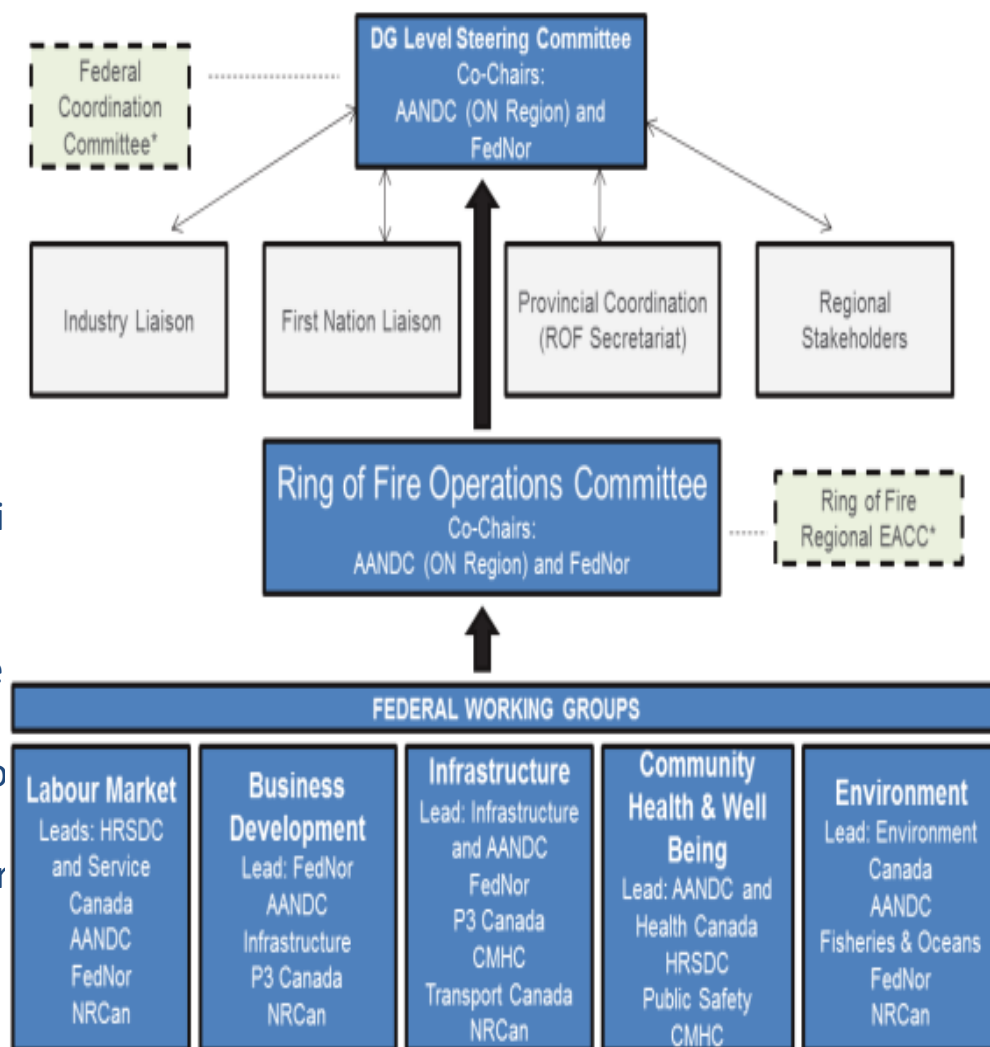 DG Level Steering Committee
Co-Chairs:
AANDC (ON Region) and
FedNor
Federal
Coordination
Committee*
Industry Liaison
First Nation Liaison
Provincial Coordination
(ROF Secretariat)
Regional
Stakeholders
Ring of Fire Operations Committee
Co-Chairs:
AANDC (ON Region) and FedNor
Ring of Fire
Regional EACC*
FEDERAL WORKING GROUPS
Labour Market
Leads: HRSDC
and Service
Canada
AANDC
FedNor
NRCan
Business
Development
Lead: FedNor
AANDC
Infrastructure
P3 Canada
NRCan
Infrastructure
Lead: Infrastructure
and AANDC
FedNor
P3 Canada
CMHC
Transport Canada
NRCan
Community
Health & Well
Being
Lead: AANDC and
Health Canada
HRSDC
Public Safety
CMHC
Environment
Lead: Environment
Canada
AANDC
Fisheries & Oceans
FedNor
NRCan